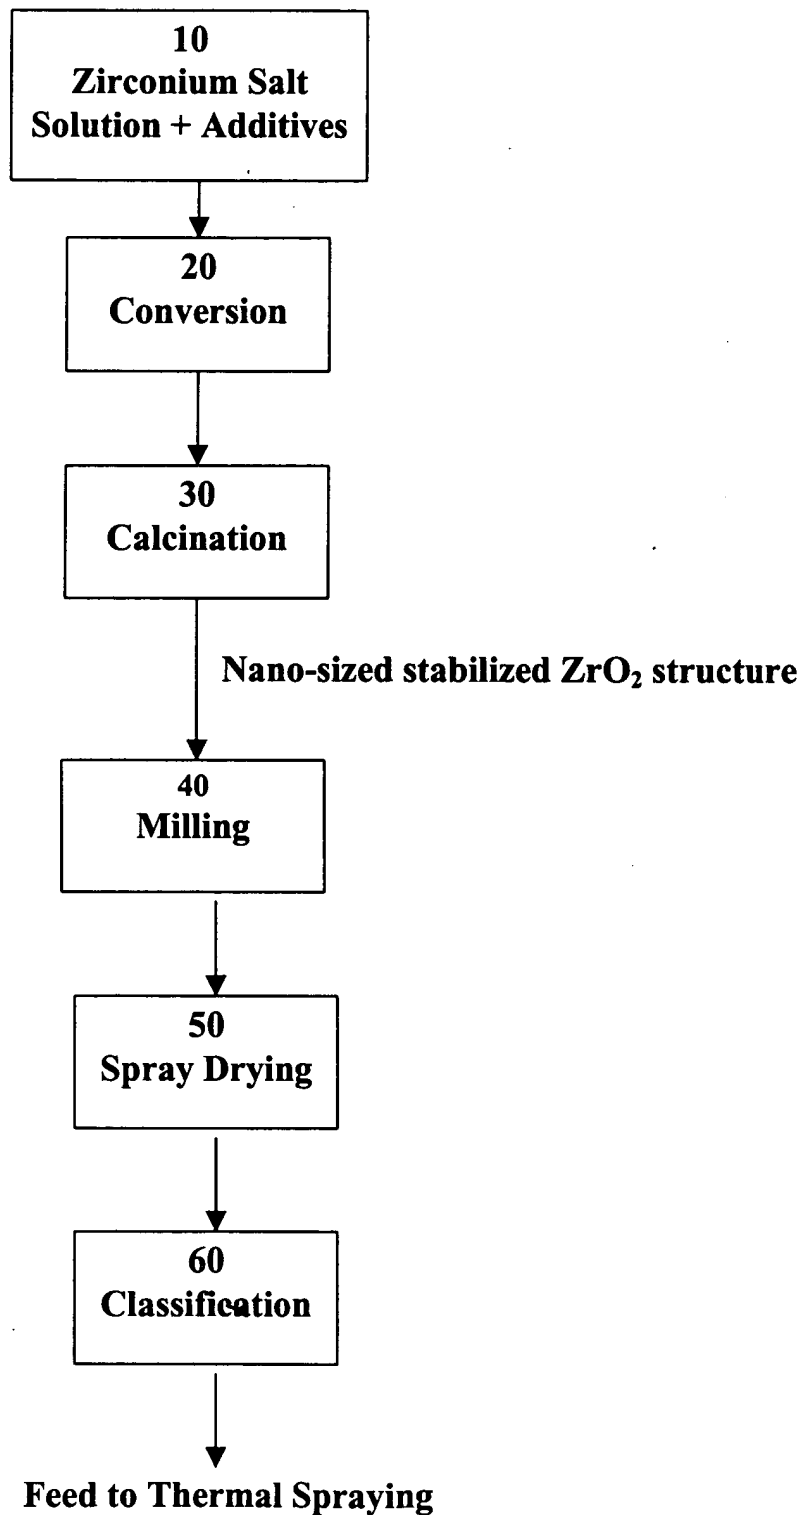 10
Zirconium Salt
Solution + Additives
20
Conversion
30
Calcination
Nano-sized stabilized ZrO₂ structure
40
Milling
50
Spray Drying
60
Classification
Feed to Thermal Spraying